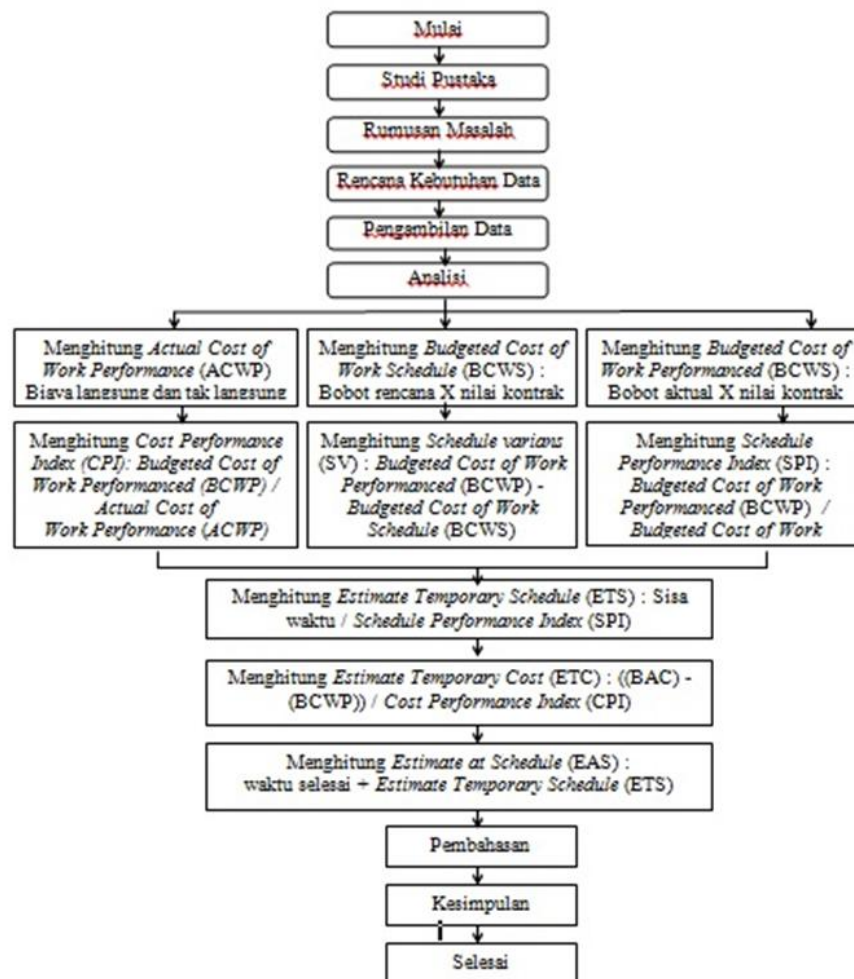 Mulai
Studi Pustaka
Rumusan Masalah
Rencana Kebutuhan Data
Pengambilan Data
Analisi
Menghitung Actual Cost of
Work Performance (ACWP)
Biaya langsung dan tak langsung
Menghitung Budgeted Cost of
Work Schedule (BCWS) :
Bobot rencana X nilai kontrak
Menghitung Budgeted Cost of
Work Performanced (BCWS) :
Bobot aktual X nilai kontrak
Menghitung Cost Performance
Index (CPI): Budgeted Cost of
Work Performanced (BCWP) /
Actual Cost of
Work Performance (ACWP)
Menghitung Schedule varians
(SV) : Budgeted Cost of Work
Performanced (BCWP) -
Budgeted Cost of Work
Schedule (BCWS)
Menghitung Schedule
Performance Index (SPI) :
Budgeted Cost of Work
Performanced (BCWP) /
Budgeted Cost of Work
Menghitung Estimate Temporary Schedule (ETS) : Sisa
waktu / Schedule Performance Index (SPI)
Menghitung Estimate Temporary Cost (ETC) : ((BAC) -
(BCWP)) / Cost Performance Index (CPI)
Menghitung Estimate at Schedule (EAS) :
waktu selesai + Estimate Temporary Schedule (ETS)
Pembahasan
Kesimpulan
Selesai